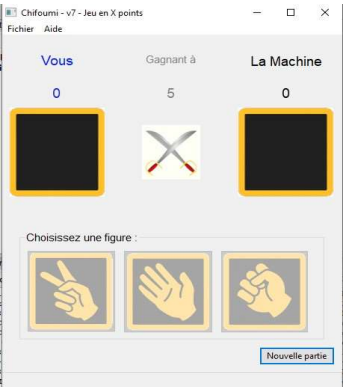 Chifoumi - v7 - Jeu en X points
Fichier Aide
Vous Gagnant à La Machine
0 5 0
Choisissez une figure :
Nouvelle partie